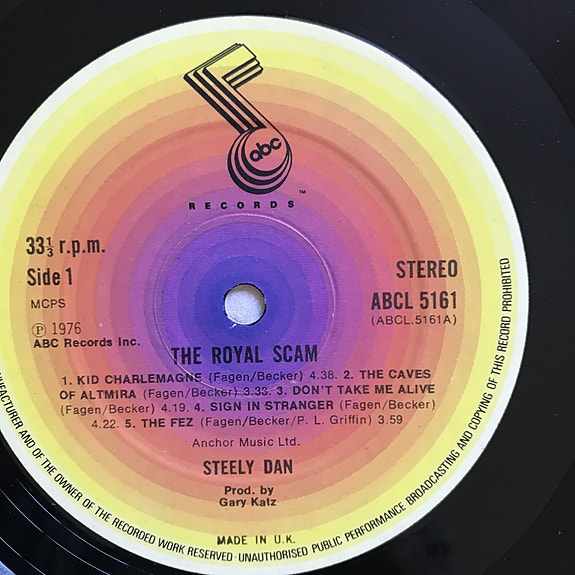 abc
RECORDS
™
33⅓ r.p.m.
Side 1
MCPS
Ⓟ 1976
ABC Records Inc.
STEREO
ABCL 5161
(ABCL.5161A)
THE ROYAL SCAM
1. KID CHARLEMAGNE (Fagen/Becker) 4.38. 2. THE CAVES
OF ALTMIRA (Fagen/Becker) 3.33. 3. DON'T TAKE ME ALIVE
(Fagen/Becker) 4.19. 4. SIGN IN STRANGER (Fagen/Becker)
4.22. 5. THE FEZ (Fagen/Becker/P. L. Griffin) 3.59
Anchor Music Ltd.
STEELY DAN
Prod. by
Gary Katz
MADE IN U.K.
AND OF THE OWNER OF THE RECORDED WORK RESERVED · UNAUTHORISED PUBLIC PERFORMANCE BROADCASTING AND COPYING OF THIS RECORD PROHIBITED